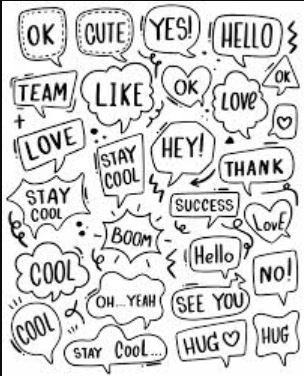 OK
CUTE
YES!
HELLO
TEAM
LIKE
OK
Love
OK
LOVE
STAY
COOL
HEY!
THANK
STAY
COOL
SUCCESS
LovE
BOOM
Hello
COOL
NO!
OH...YEAH
SEE YOU
COOL
STAY COOL...
HUG
HUG